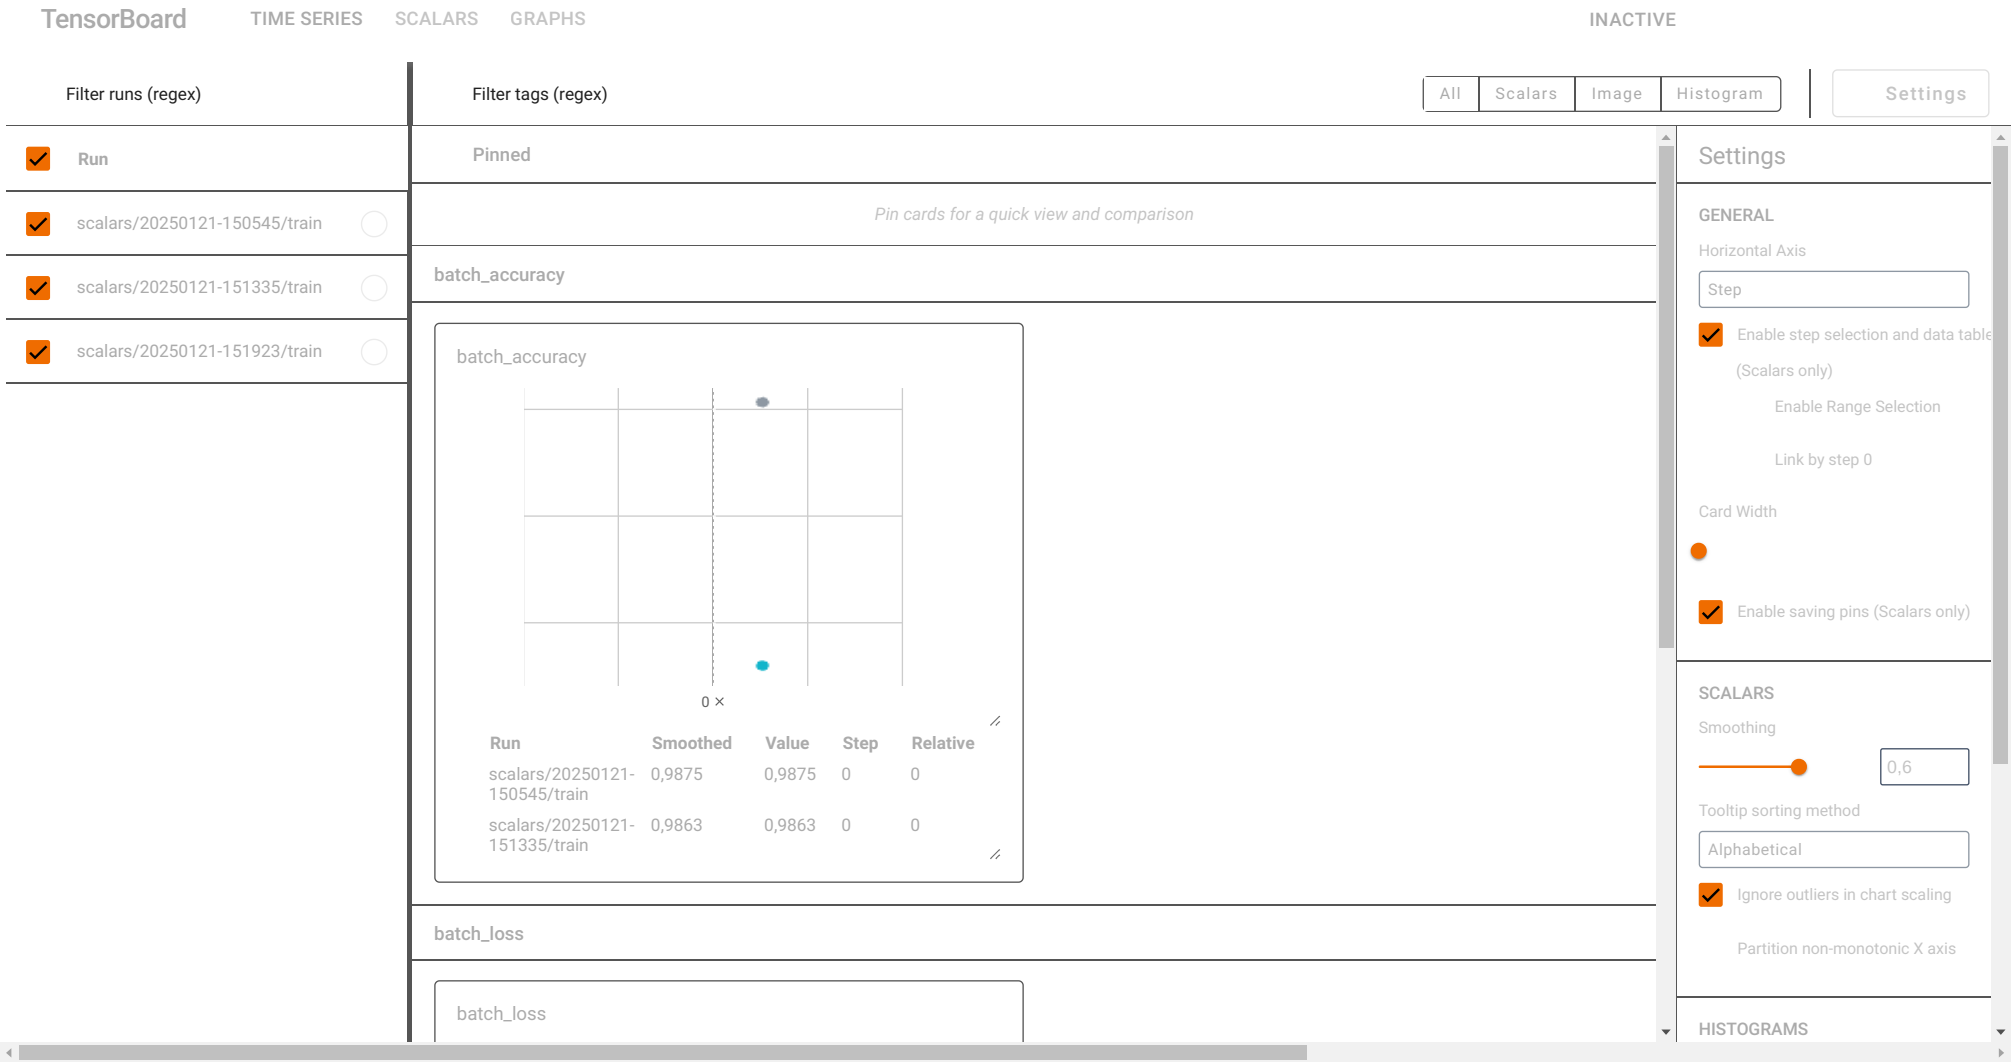 TensorBoard
TIME SERIES
SCALARS
GRAPHS
INACTIVE
Filter runs (regex)
Run
scalars/20250121-150545/train
scalars/20250121-151335/train
scalars/20250121-151923/train
Filter tags (regex)
All
Scalars
Image
Histogram
Settings
Pinned
Pin cards for a quick view and comparison
batch_accuracy
batch_accuracy
0 ×
Run Smoothed Value Step Relative
scalars/20250121- 0,9875 0,9875 0 0
150545/train
scalars/20250121- 0,9863 0,9863 0 0
151335/train
batch_loss
batch_loss
Settings
GENERAL
Horizontal Axis
Step
Enable step selection and data table
(Scalars only)
Enable Range Selection
Link by step 0
Card Width
Enable saving pins (Scalars only)
SCALARS
Smoothing
0,6
Tooltip sorting method
Alphabetical
Ignore outliers in chart scaling
Partition non-monotonic X axis
HISTOGRAMS